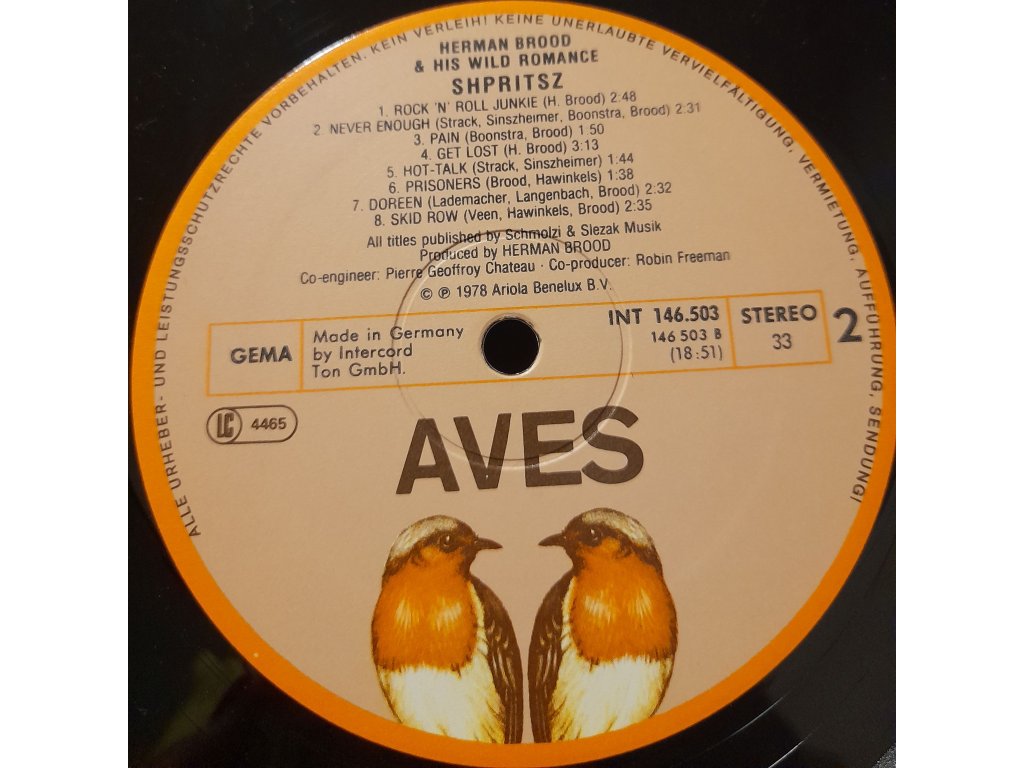 ALLE URHEBER- UND LEISTUNGSSCHUTZRECHTE VORBEHALTEN. KEIN VERLEIH! KEINE UNERLAUBTE VERVIELFÄLTIGUNG, VERMIETUNG, AUFFÜHRUNG, SENDUNG!
HERMAN BROOD
& HIS WILD ROMANCE
SHPRITSZ
1. ROCK 'N' ROLL JUNKIE (H. Brood) 2:48
2. NEVER ENOUGH (Strack, Sinszheimer, Boonstra, Brood) 2:31
3. PAIN (Boonstra, Brood) 1:50
4. GET LOST (H. Brood) 3:13
5. HOT-TALK (Strack, Sinszheimer) 1:44
6. PRISONERS (Brood, Hawinkels) 1:38
7. DOREEN (Lademacher, Langenbach, Brood) 2:32
8. SKID ROW (Veen, Hawinkels, Brood) 2:35
All titles published by Schmolzi & Slezak Musik
Produced by HERMAN BROOD
Co-engineer: Pierre Geoffroy Chateau · Co-producer: Robin Freeman
© ℗ 1978 Ariola Benelux B.V.
GEMA
Made in Germany
by Intercord
Ton GmbH.
INT 146.503
146 503 B
(18:51)
STEREO
33
2
LC 4465
AVES